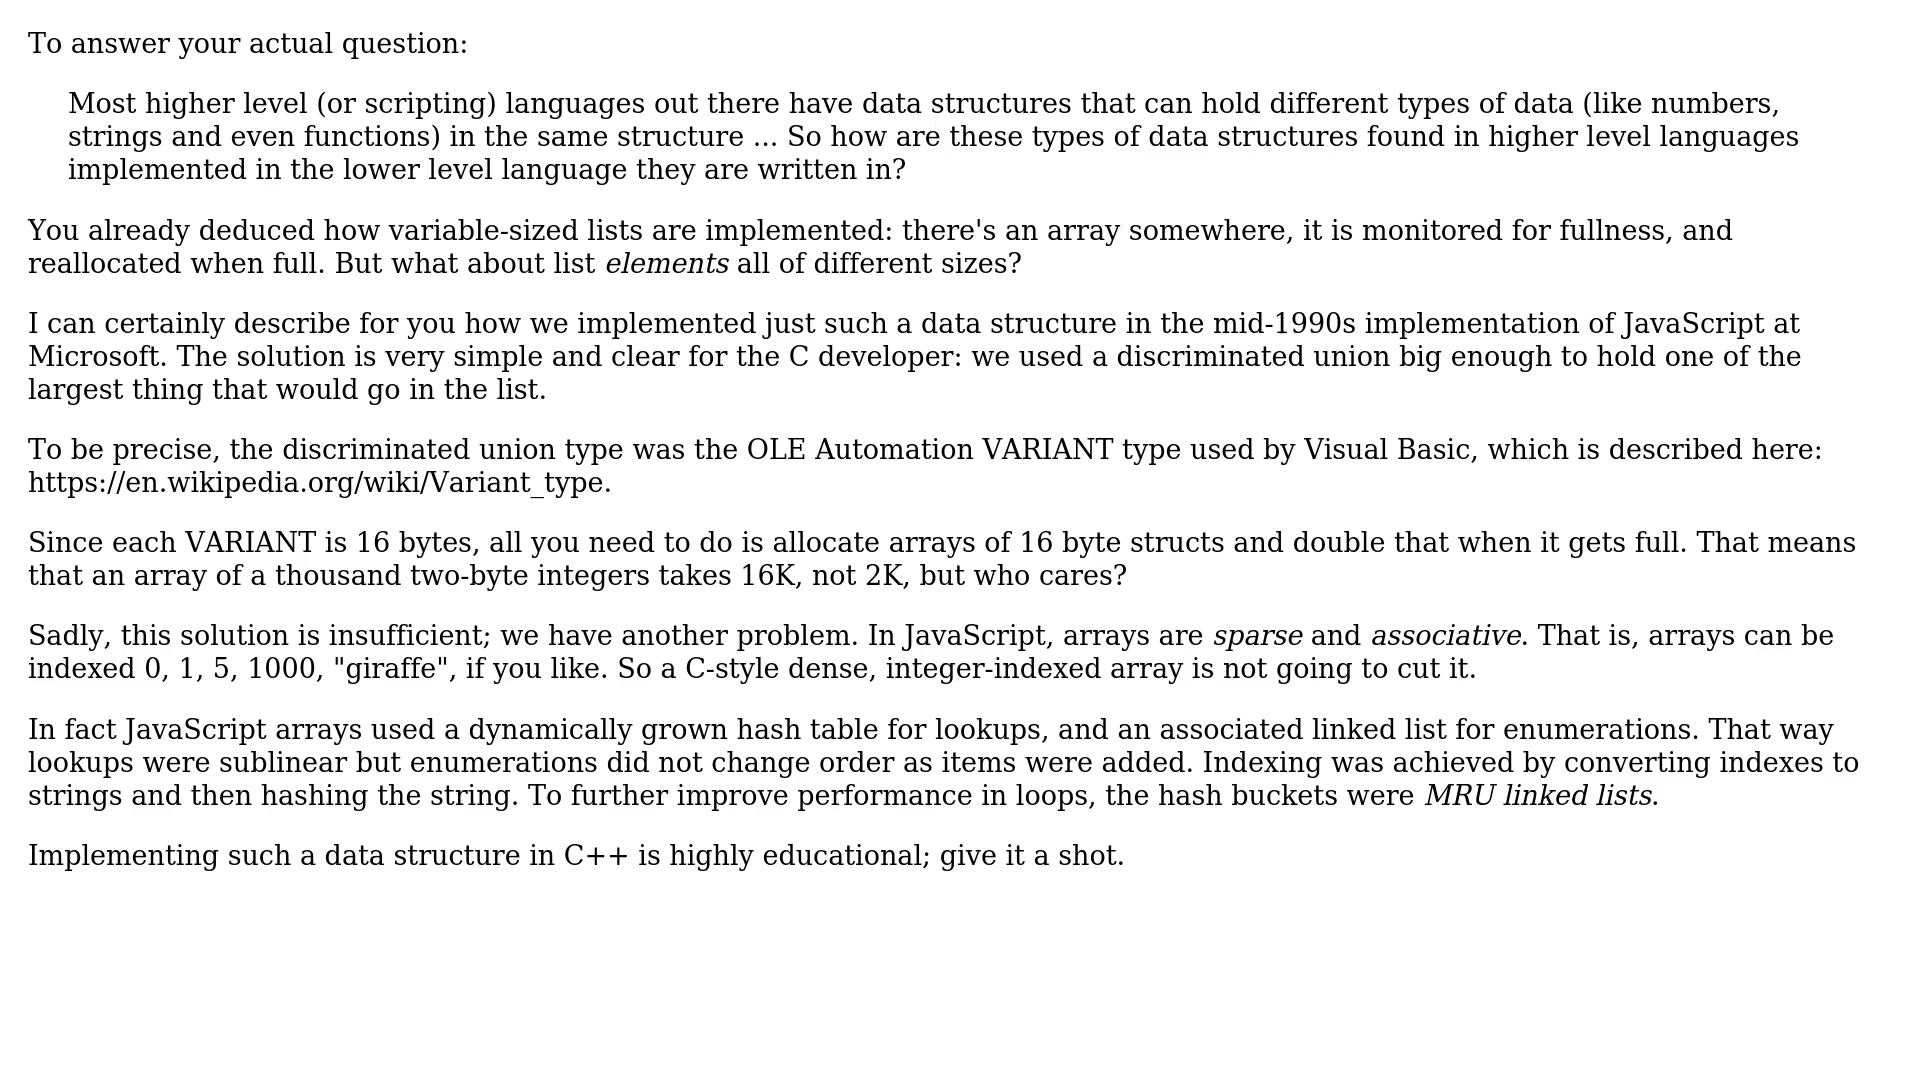 To answer your actual question:
Most higher level (or scripting) languages out there have data structures that can hold different types of data (like numbers,
strings and even functions) in the same structure ... So how are these types of data structures found in higher level languages
implemented in the lower level language they are written in?
You already deduced how variable-sized lists are implemented: there's an array somewhere, it is monitored for fullness, and
reallocated when full. But what about list elements all of different sizes?
I can certainly describe for you how we implemented just such a data structure in the mid-1990s implementation of JavaScript at
Microsoft. The solution is very simple and clear for the C developer: we used a discriminated union big enough to hold one of the
largest thing that would go in the list.
To be precise, the discriminated union type was the OLE Automation VARIANT type used by Visual Basic, which is described here:
https://en.wikipedia.org/wiki/Variant_type.
Since each VARIANT is 16 bytes, all you need to do is allocate arrays of 16 byte structs and double that when it gets full. That means
that an array of a thousand two-byte integers takes 16K, not 2K, but who cares?
Sadly, this solution is insufficient; we have another problem. In JavaScript, arrays are sparse and associative. That is, arrays can be
indexed 0, 1, 5, 1000, "giraffe", if you like. So a C-style dense, integer-indexed array is not going to cut it.
In fact JavaScript arrays used a dynamically grown hash table for lookups, and an associated linked list for enumerations. That way
lookups were sublinear but enumerations did not change order as items were added. Indexing was achieved by converting indexes to
strings and then hashing the string. To further improve performance in loops, the hash buckets were MRU linked lists.
Implementing such a data structure in C++ is highly educational; give it a shot.